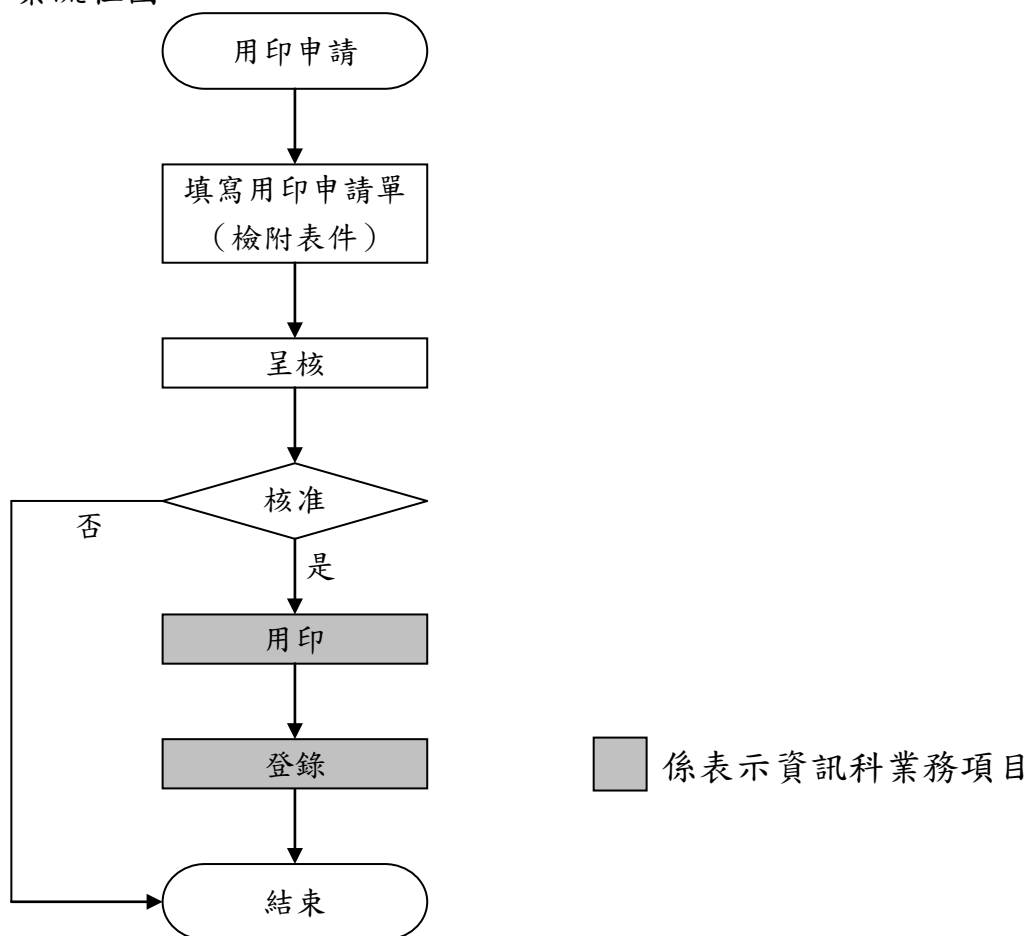 用印申請
填寫用印申請單
（檢附表件）
呈核
核准
否
是
用印
登錄
係表示資訊科業務項目
結束